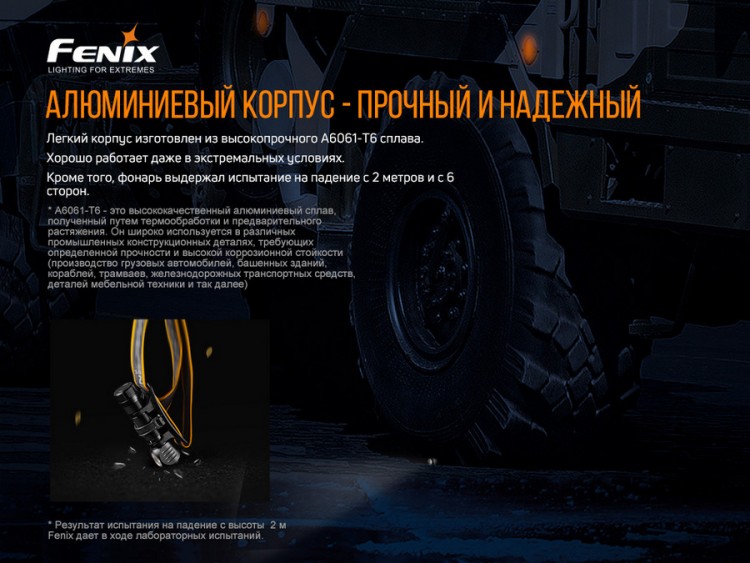 FENIX
LIGHTING FOR EXTREMES
АЛЮМИНИЕВЫЙ КОРПУС - ПРОЧНЫЙ И НАДЕЖНЫЙ
Легкий корпус изготовлен из высокопрочного A6061-T6 сплава.
Хорошо работает даже в экстремальных условиях.
Кроме того, фонарь выдержал испытание на падение с 2 метров и с 6
сторон.
* A6061-T6 - это высококачественный алюминиевый сплав,
полученный путем термообработки и предварительного
растяжения. Он широко используется в различных
промышленных конструкционных деталях, требующих
определенной прочности и высокой коррозионной стойкости
(производство грузовых автомобилей, башенных зданий,
кораблей, трамваев, железнодорожных транспортных средств,
деталей мебельной техники и так далее)
* Результат испытания на падение с высоты 2 м
Fenix дает в ходе лабораторных испытаний.